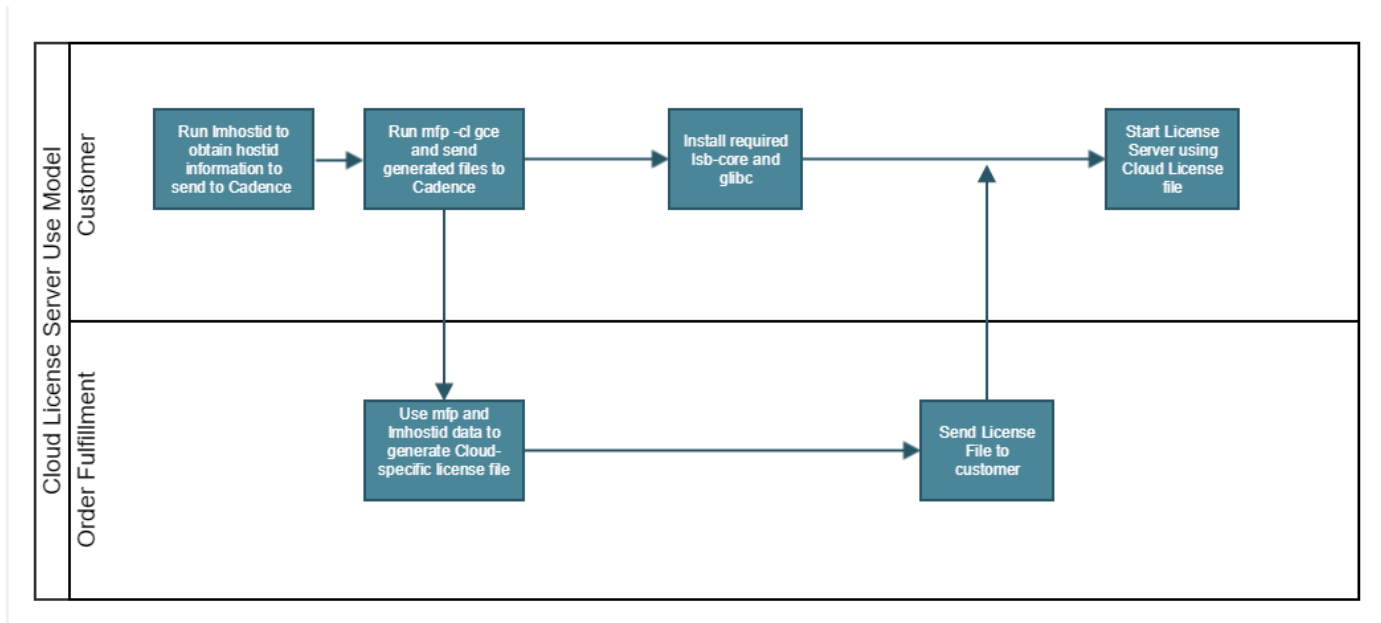 Cloud License Server Use Model
Customer
Run lmhostid to
obtain hostid
information to
send to Cadence
Run mfp -cl gce
and send
generated files to
Cadence
Install required
lsb-core and
glibc
Start License
Server using
Cloud License
file
Order Fulfillment
Use mfp and
lmhostid data to
generate Cloud-
specific license file
Send License
File to
customer